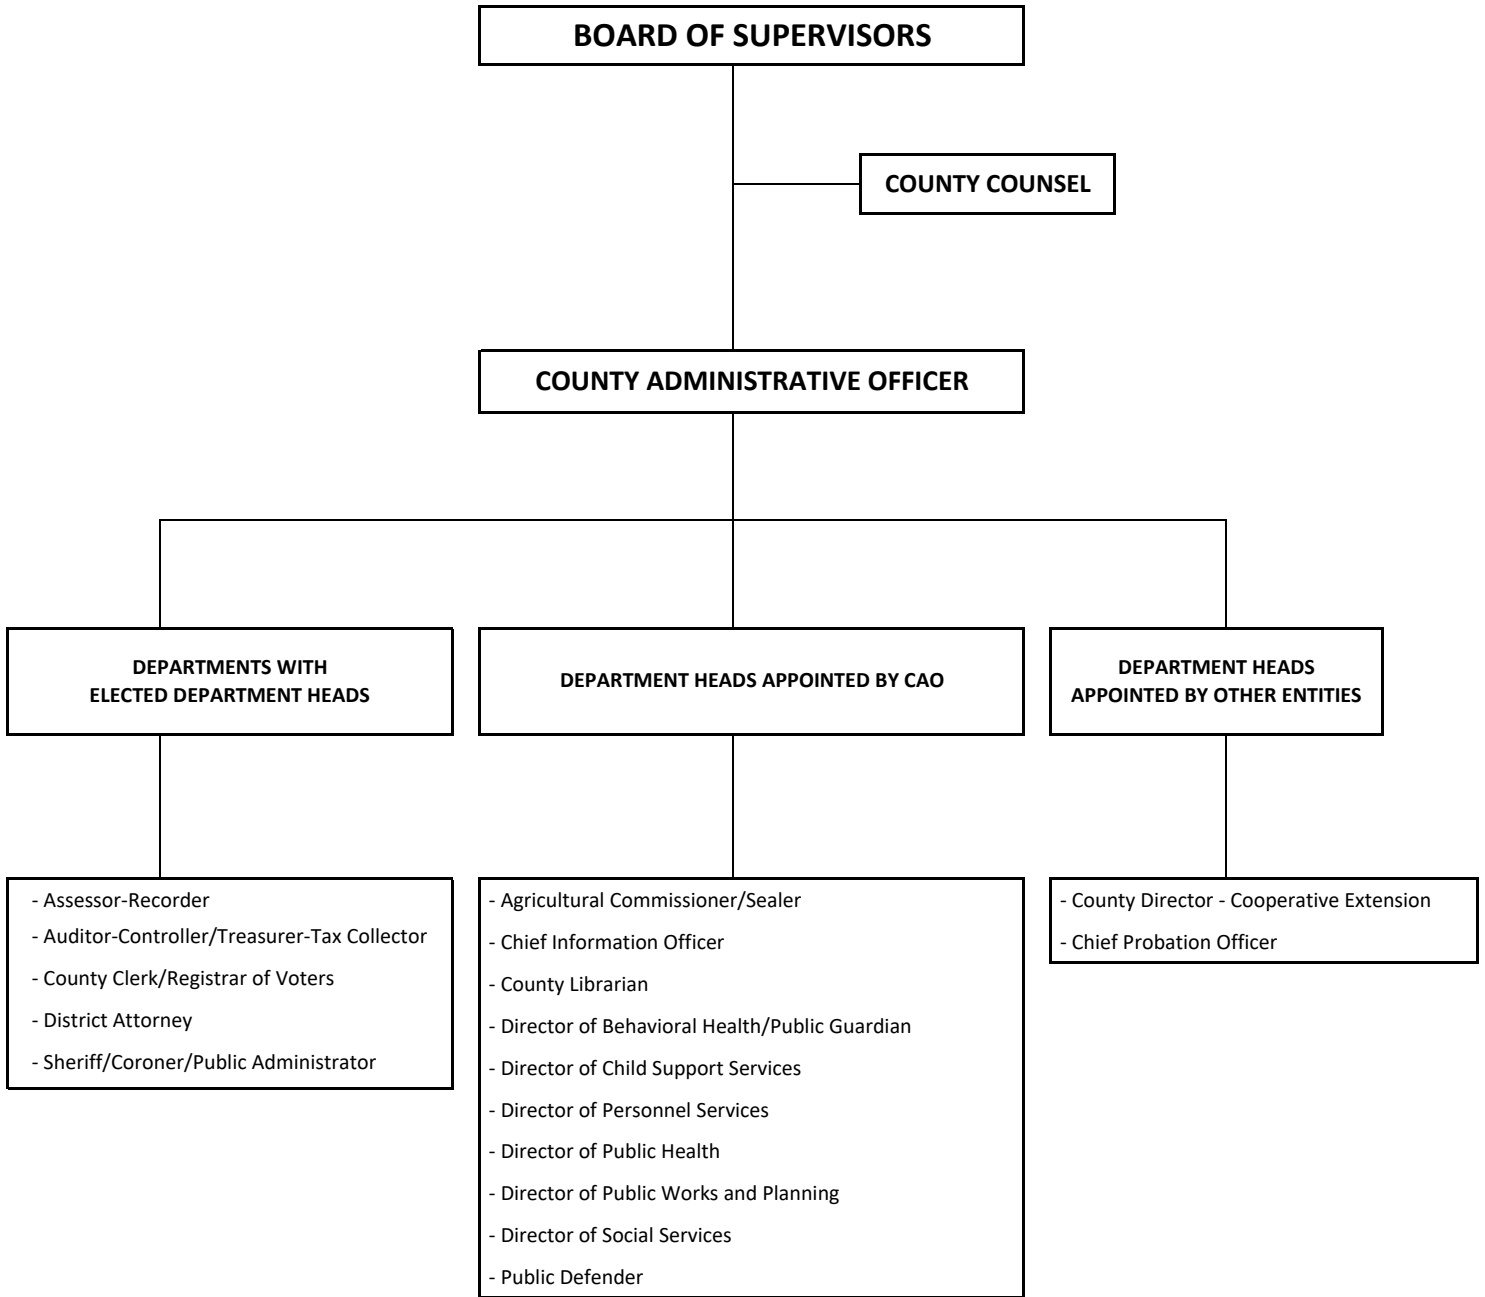 BOARD OF SUPERVISORS
COUNTY COUNSEL
COUNTY ADMINISTRATIVE OFFICER
DEPARTMENTS WITH
ELECTED DEPARTMENT HEADS
DEPARTMENT HEADS APPOINTED BY CAO
DEPARTMENT HEADS
APPOINTED BY OTHER ENTITIES
- Assessor-Recorder
- Auditor-Controller/Treasurer-Tax Collector
- County Clerk/Registrar of Voters
- District Attorney
- Sheriff/Coroner/Public Administrator
- Agricultural Commissioner/Sealer
- Chief Information Officer
- County Librarian
- Director of Behavioral Health/Public Guardian
- Director of Child Support Services
- Director of Personnel Services
- Director of Public Health
- Director of Public Works and Planning
- Director of Social Services
- Public Defender
- County Director - Cooperative Extension
- Chief Probation Officer